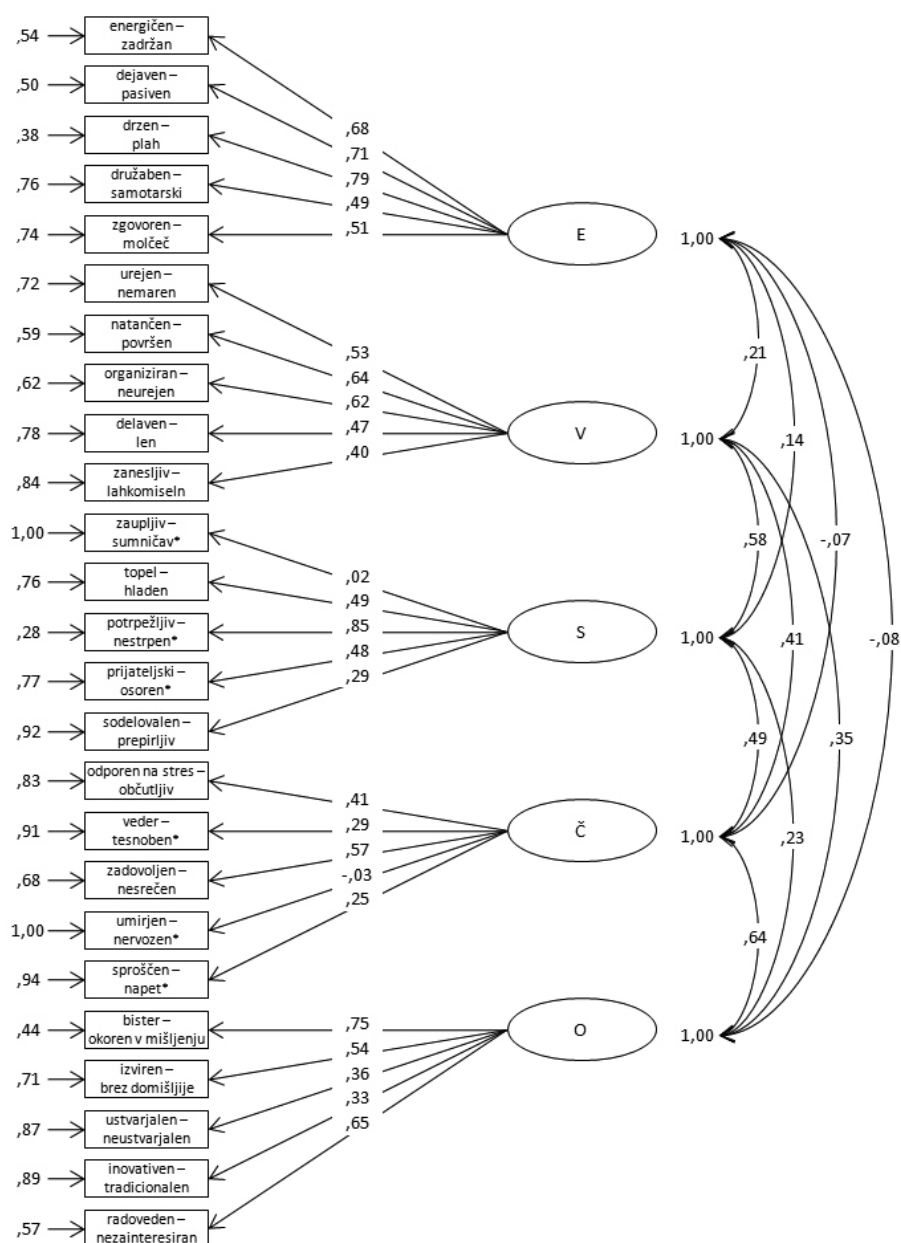 ,54
energičen –
zadržan
,50
dejaven –
pasiven
,38
drzen –
plah
,76
družaben –
samotarski
,74
zgovoren –
molčeč
,68
,71
,79
,49
,51
E
1,00
,72
urejen –
nemaren
,59
natančen –
površen
,62
organiziran –
neurejen
,78
delaven –
len
,84
zanesljiv –
lahkomiseln
,53
,64
,62
,47
,40
V
1,00
1,00
zaupljiv –
sumničav*
,76
topel –
hladen
,28
potrpežljiv –
nestrpen*
,77
prijateljski –
osoren*
,92
sodelovalen –
prepirljiv
,02
,49
,85
,48
,29
S
1,00
,83
odporen na stres –
občutljiv
,91
veder –
tesnoben*
,68
zadovoljen –
nesrečen
1,00
umirjen –
nervozen*
,94
sproščen –
napet*
,41
,29
,57
-,03
,25
Č
1,00
,44
bister –
okoren v mišljenju
,71
izviren –
brez domišljije
,87
ustvarjalen –
neustvarjalen
,89
inovativen –
tradicionalen
,57
radoveden –
nezainteresiran
,75
,54
,36
,33
,65
O
1,00
,21
,14
,58
-,07
,41
-,08
,49
,35
,23
,64